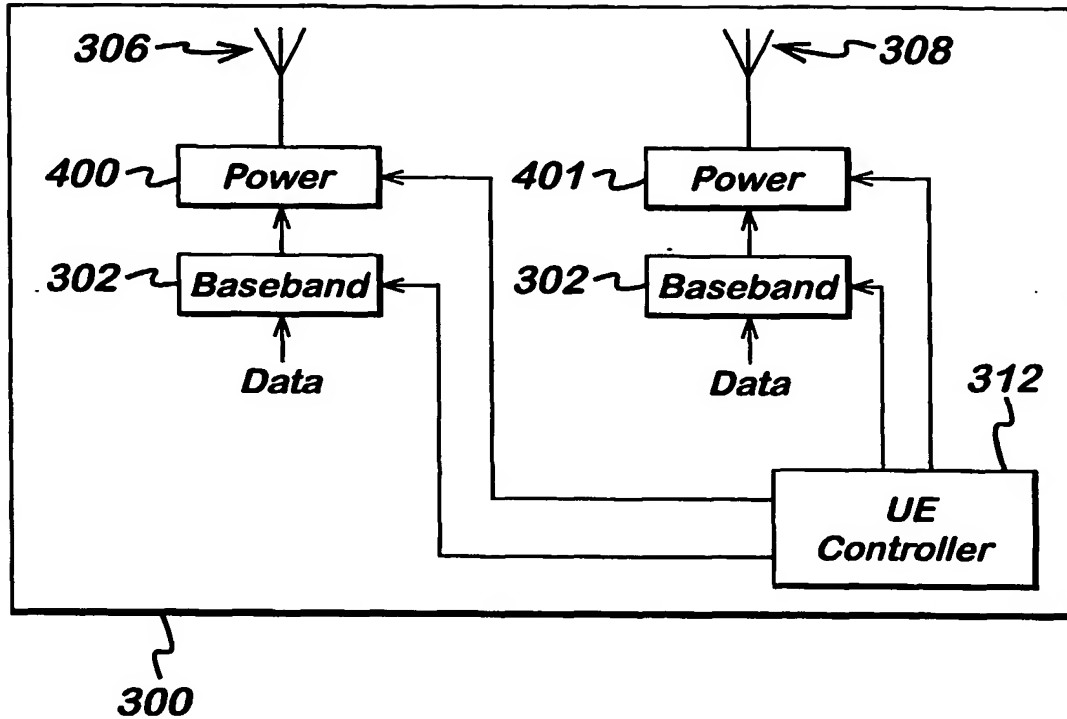 306
308
400
Power
401
Power
302
Baseband
302
Baseband
Data
Data
312
UE
Controller
300